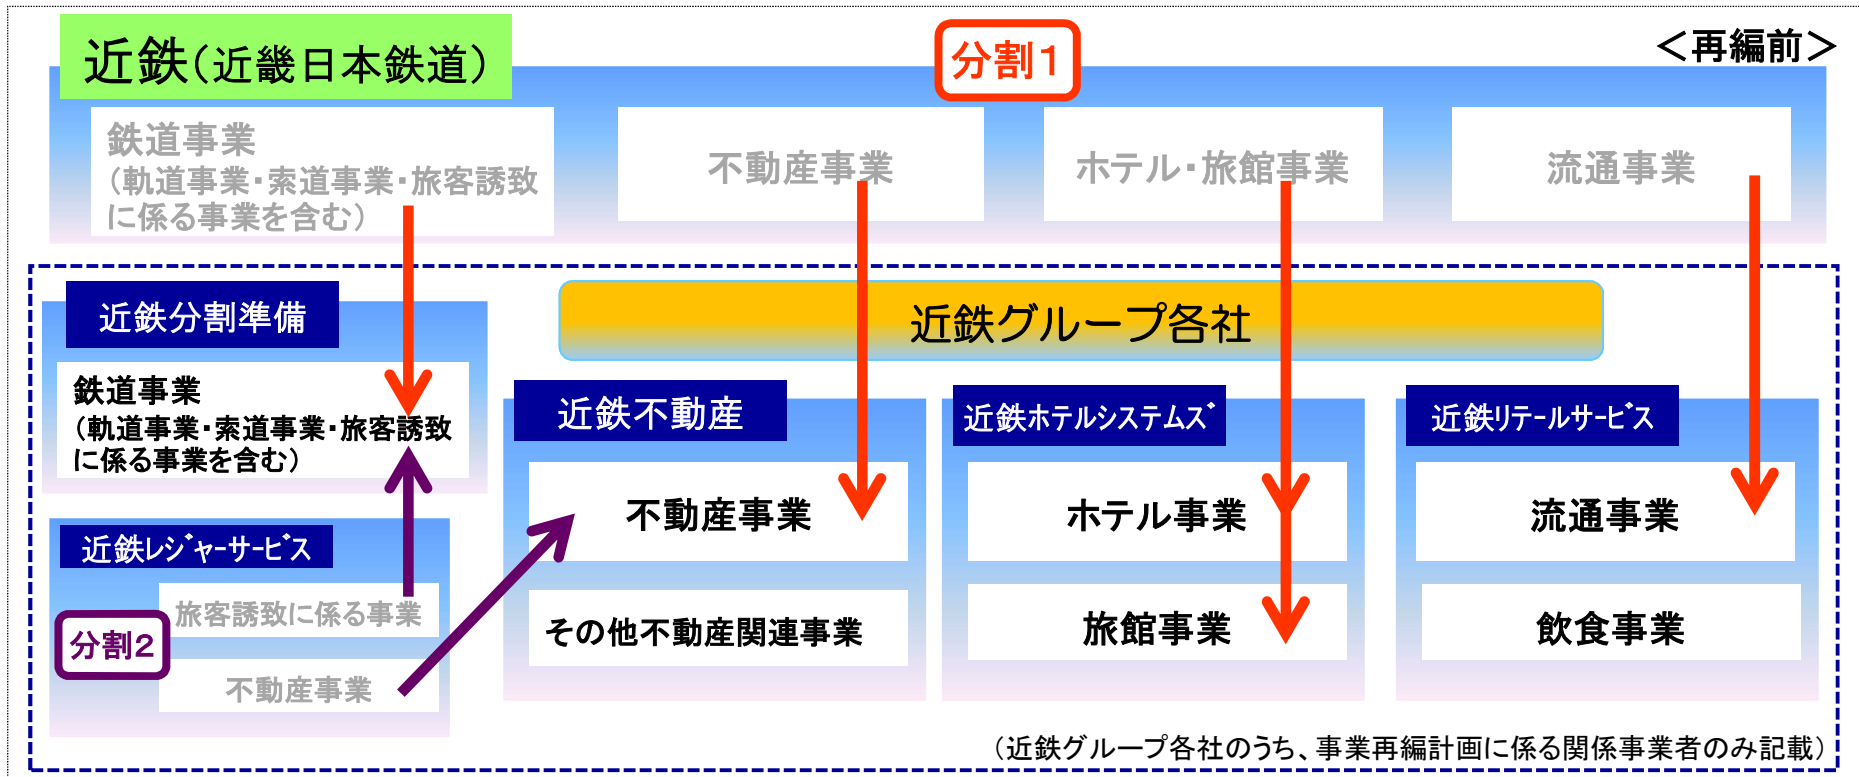 近鉄(近畿日本鉄道)
分割1
＜再編前＞
鉄道事業
(軌道事業・索道事業・旅客誘致
に係る事業を含む)
不動産事業
ホテル・旅館事業
流通事業
近鉄分割準備
鉄道事業
(軌道事業・索道事業・旅客誘致
に係る事業を含む)
近鉄グループ各社
近鉄不動産
不動産事業
その他不動産関連事業
近鉄ホテルシステムズ
ホテル事業
旅館事業
近鉄リテールサービス
流通事業
飲食事業
近鉄レジャーサービス
旅客誘致に係る事業
分割2
不動産事業
(近鉄グループ各社のうち、事業再編計画に係る関係事業者のみ記載)